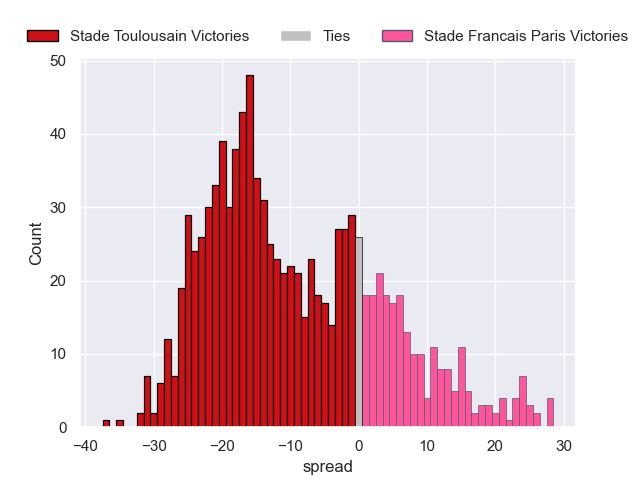 Stade Toulousain Victories Ties Stade Francais Paris Victories
50
40
30
20
10
0
Count
−40 −30 −20 −10 0 10 20 30
spread